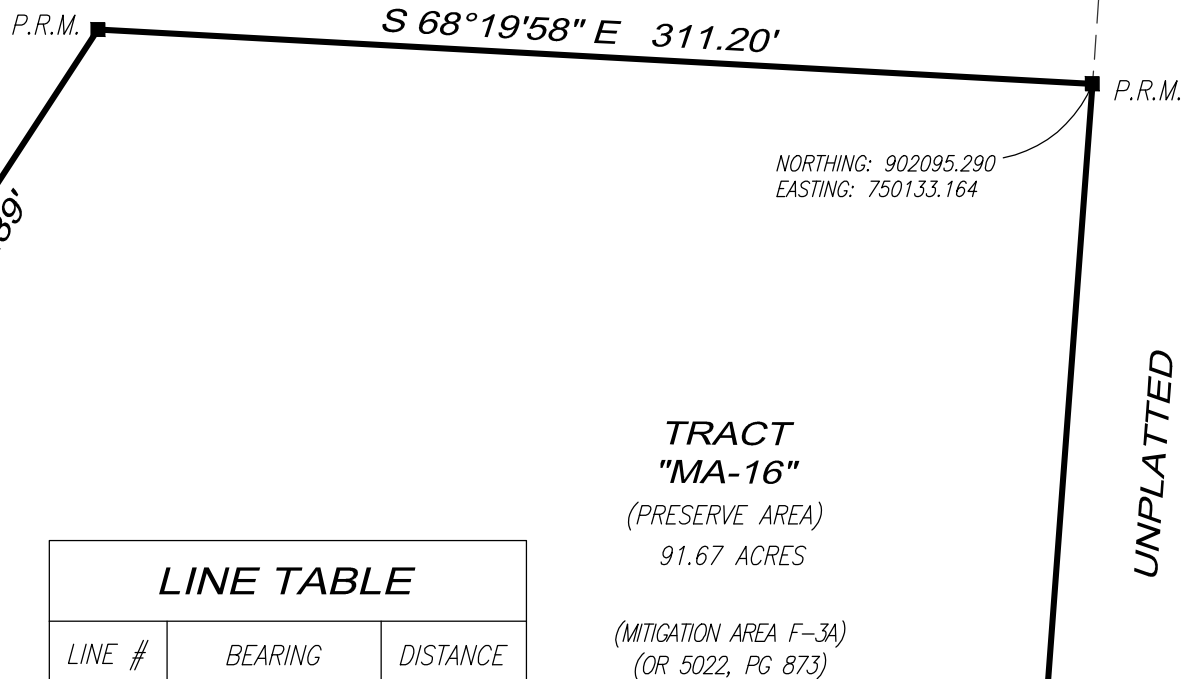 P.R.M.
S 68°19'58" E 311.20'
P.R.M.
NORTHING: 902095.290
EASTING: 750133.164
89'
TRACT
"MA-16"
(PRESERVE AREA)
91.67 ACRES
(MITIGATION AREA F-3A)
(OR 5022, PG 873)
UNPLATTED
LINE TABLE
LINE # BEARING DISTANCE